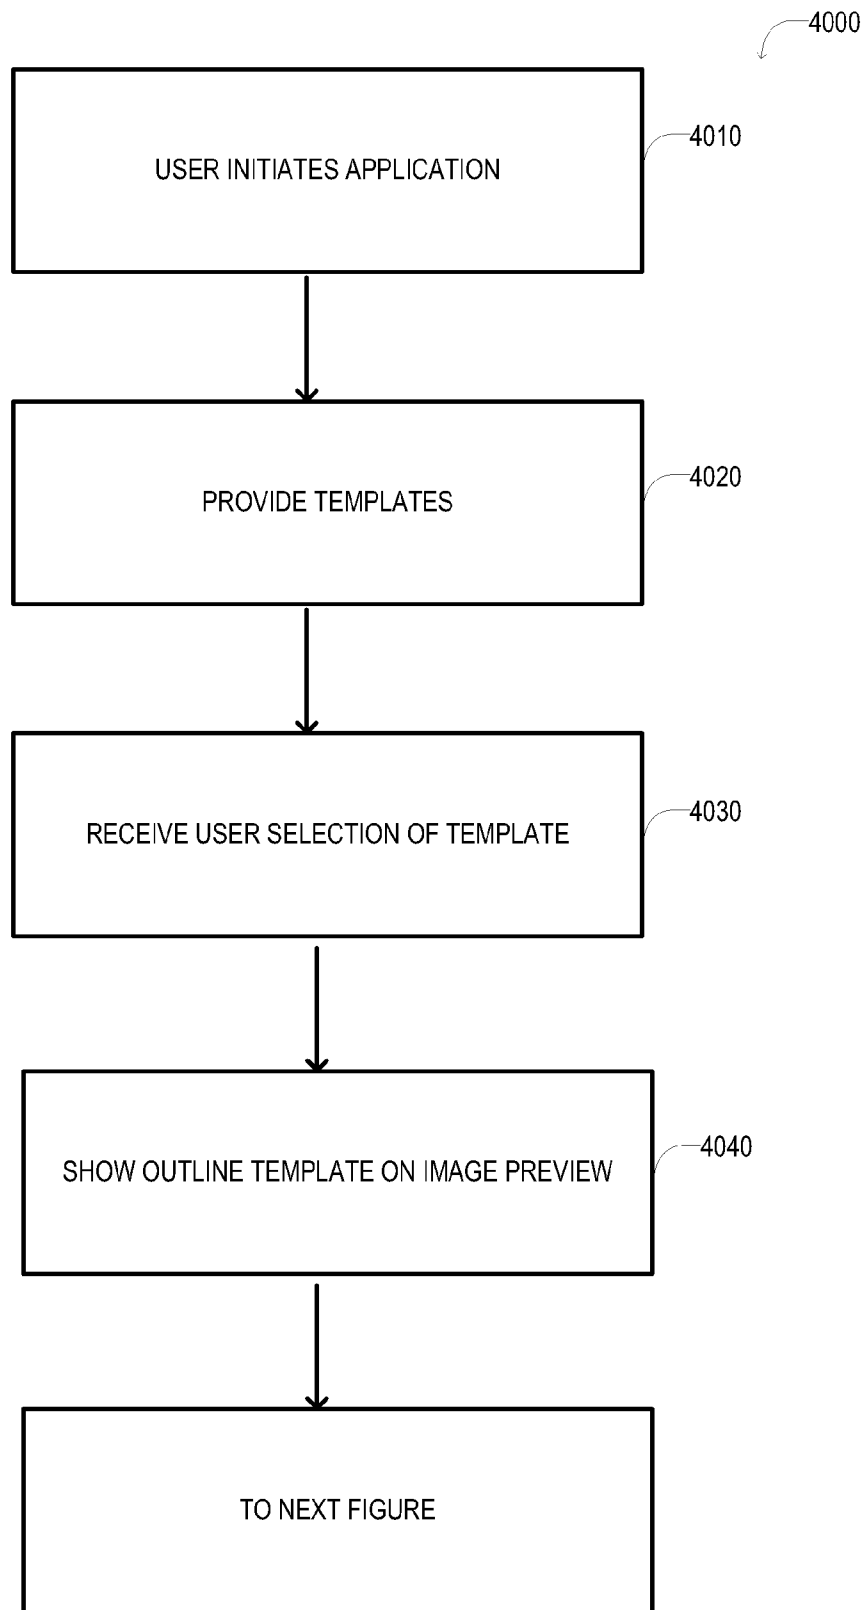 4000
4010
USER INITIATES APPLICATION
4020
PROVIDE TEMPLATES
4030
RECEIVE USER SELECTION OF TEMPLATE
4040
SHOW OUTLINE TEMPLATE ON IMAGE PREVIEW
TO NEXT FIGURE